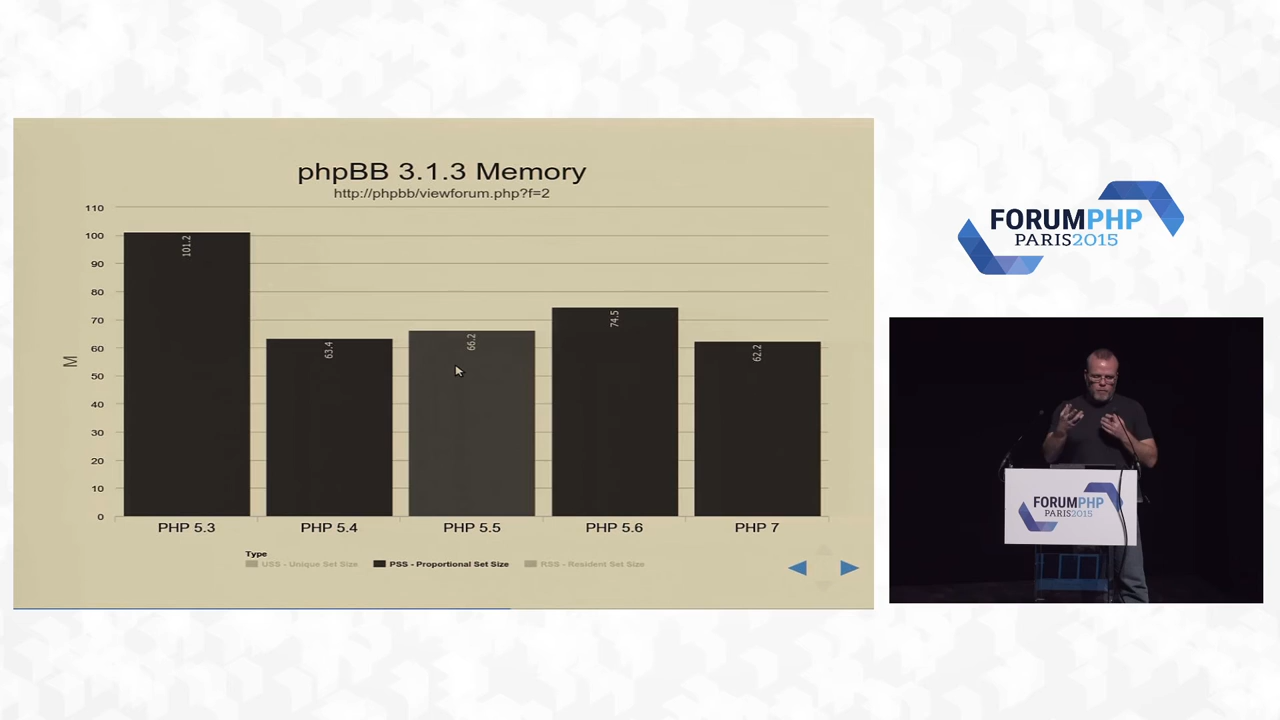 phpBB 3.1.3 Memory
http://phpbb/viewforum.php?f=2
110
100
90
80
70
60
50
40
30
20
10
0
M
101.2
63.4
66.2
74.5
62.2
PHP 5.3
PHP 5.4
PHP 5.5
PHP 5.6
PHP 7
Type
USS - Unique Set Size
PSS - Proportional Set Size
RSS - Resident Set Size
FORUMPHP
PARIS2015
FORUMPHP
PARIS2015